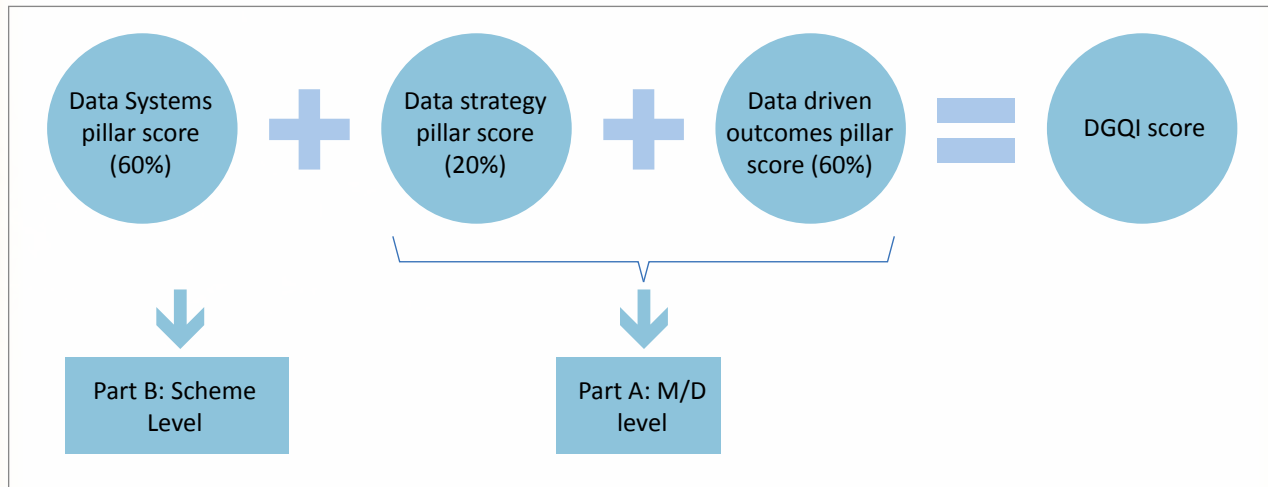 Data Systems
pillar score
(60%)
Data strategy
pillar score
(20%)
Data driven
outcomes pillar
score (60%)
DGQI score
Part B: Scheme
Level
Part A: M/D
level